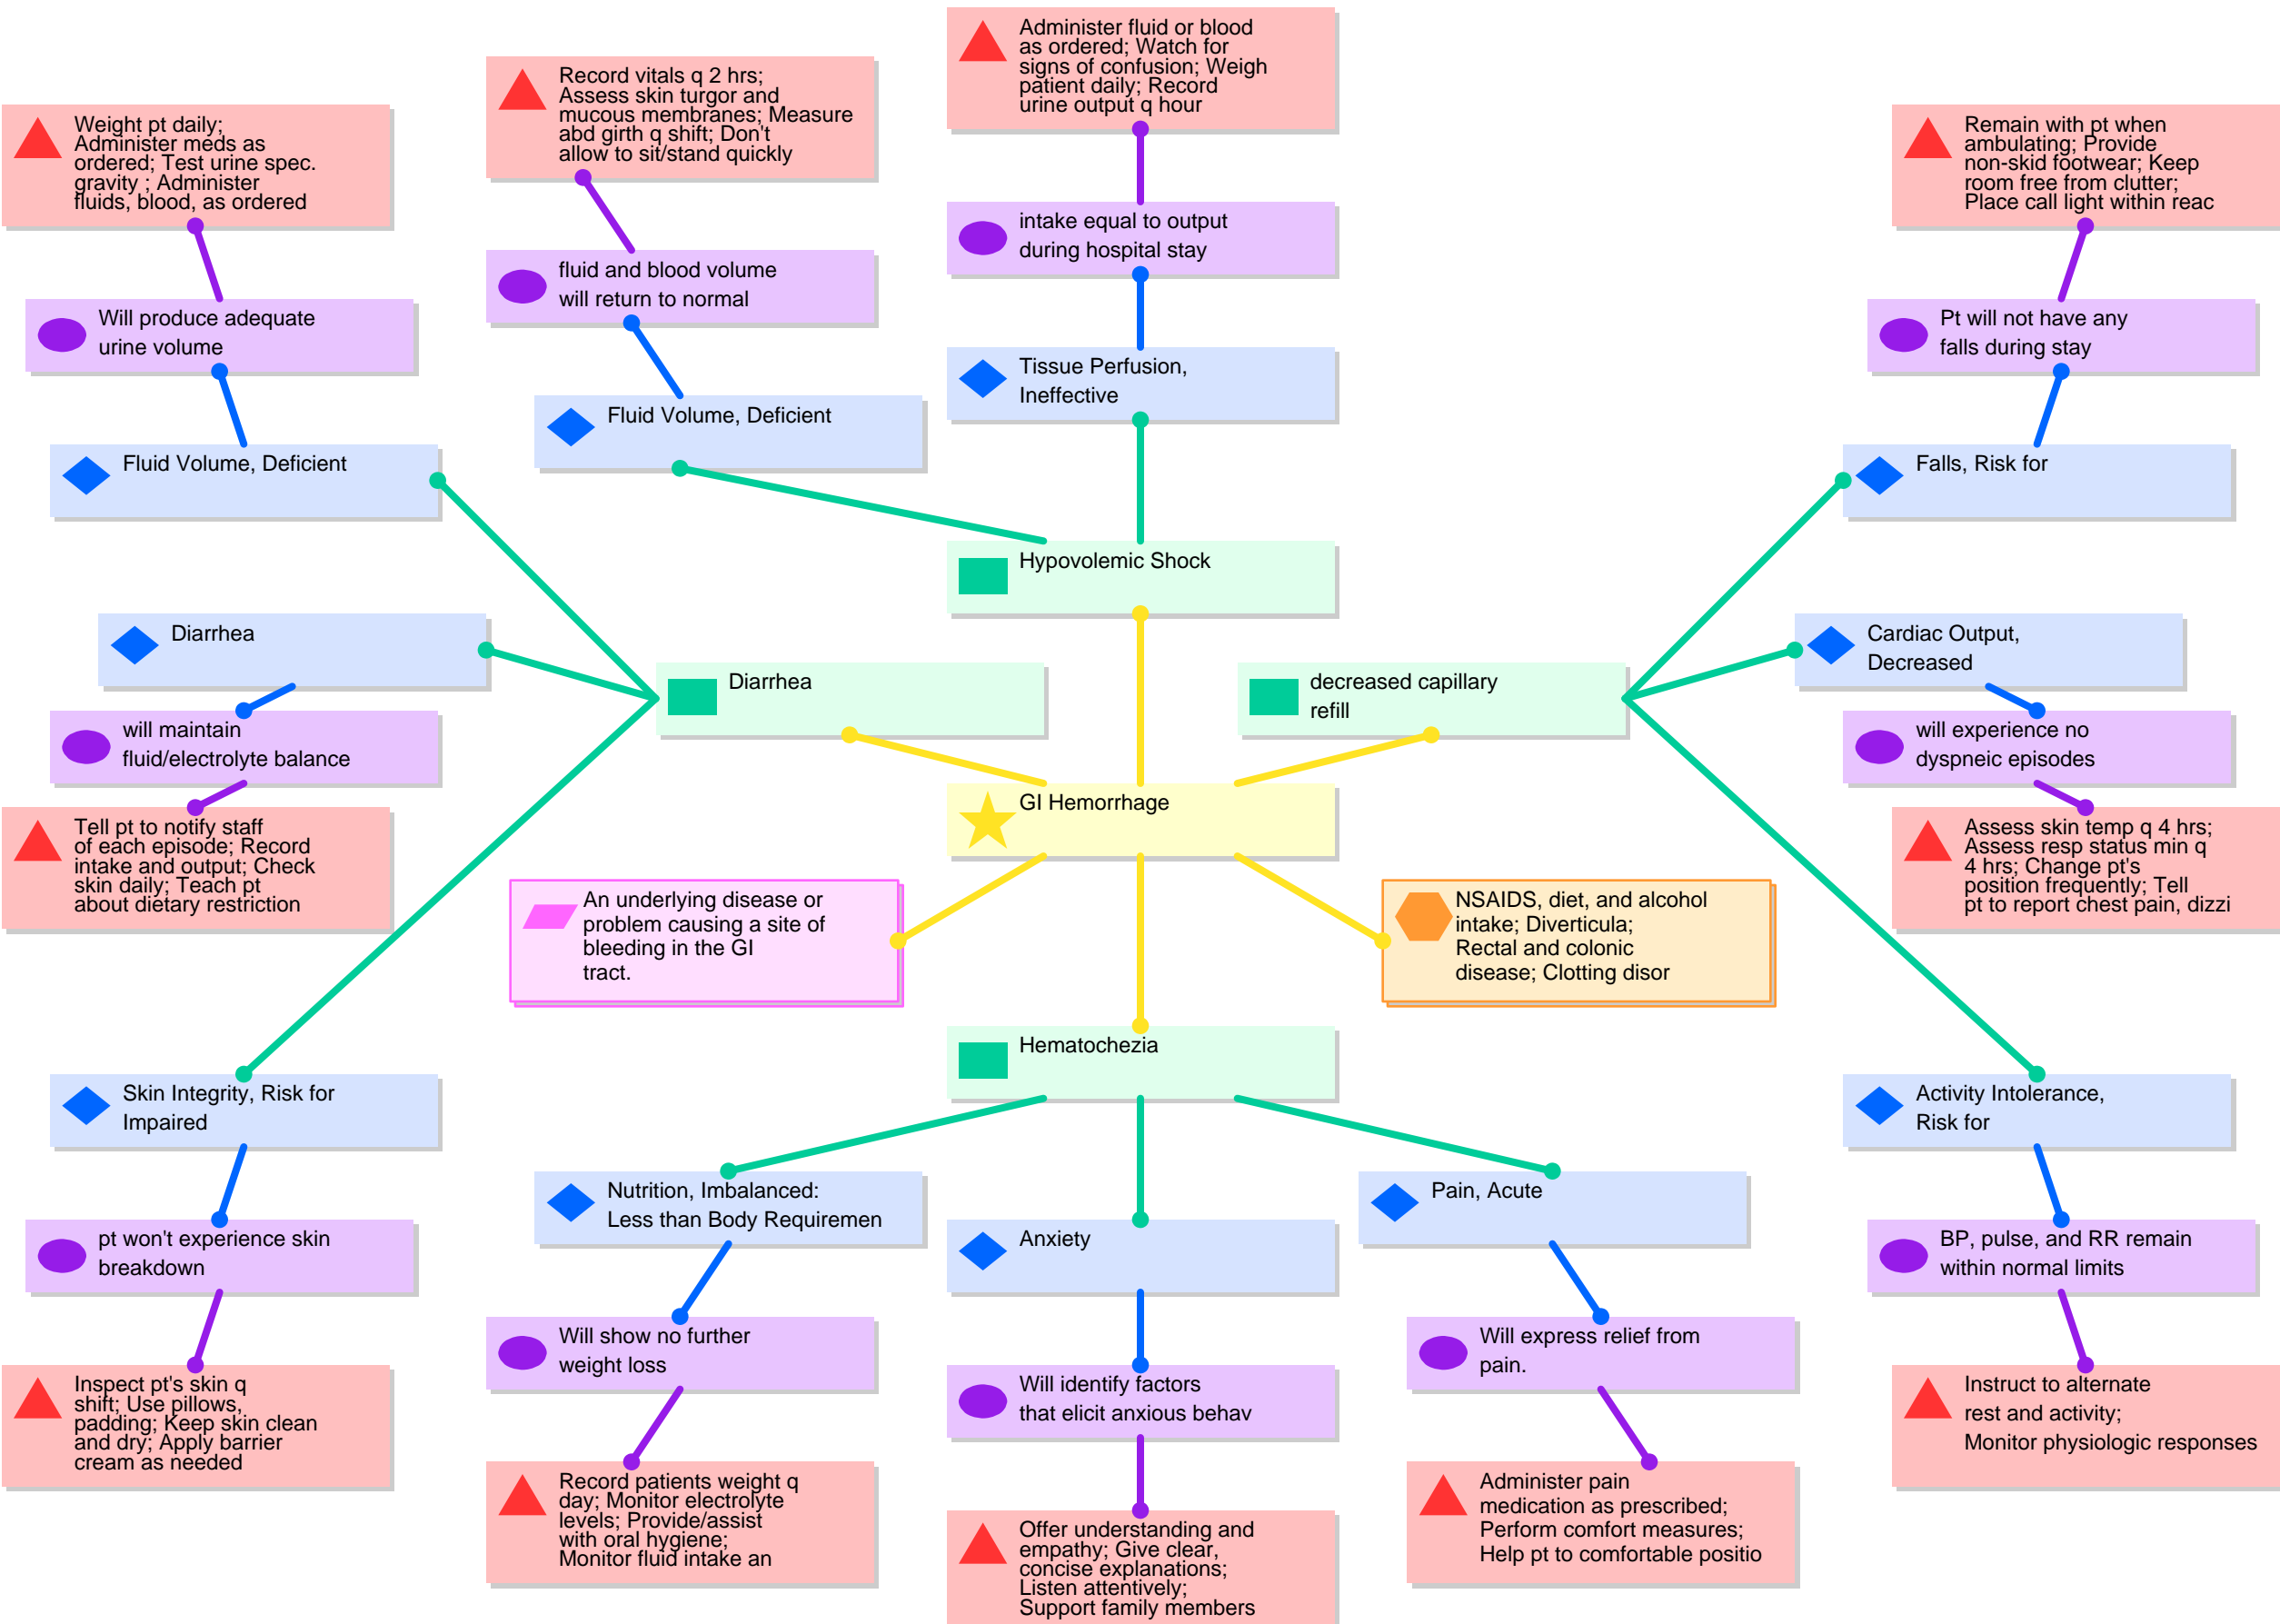 Administer fluid or blood
as ordered; Watch for
signs of confusion; Weigh
patient daily; Record
urine output q hour
Record vitals q 2 hrs;
Assess skin turgor and
mucous membranes; Measure
abd girth q shift; Don't
allow to sit/stand quickly
Weight pt daily;
Administer meds as
ordered; Test urine spec.
gravity ; Administer
fluids, blood, as ordered
Remain with pt when
ambulating; Provide
non-skid footwear; Keep
room free from clutter;
Place call light within reac
intake equal to output
during hospital stay
fluid and blood volume
will return to normal
Will produce adequate
urine volume
Pt will not have any
falls during stay
Tissue Perfusion,
Ineffective
Fluid Volume, Deficient
Fluid Volume, Deficient
Falls, Risk for
Hypovolemic Shock
Diarrhea
Cardiac Output,
Decreased
Diarrhea
decreased capillary
refill
will maintain
fluid/electrolyte balance
will experience no
dyspneic episodes
GI Hemorrhage
Tell pt to notify staff
of each episode; Record
intake and output; Check
skin daily; Teach pt
about dietary restriction
Assess skin temp q 4 hrs;
Assess resp status min q
4 hrs; Change pt's
position frequently; Tell
pt to report chest pain, dizzi
An underlying disease or
problem causing a site of
bleeding in the GI
tract.
NSAIDS, diet, and alcohol
intake; Diverticula;
Rectal and colonic
disease; Clotting disor
Hematochezia
Skin Integrity, Risk for
Impaired
Activity Intolerance,
Risk for
Nutrition, Imbalanced:
Less than Body Requiremen
Pain, Acute
Anxiety
pt won't experience skin
breakdown
BP, pulse, and RR remain
within normal limits
Will show no further
weight loss
Will express relief from
pain.
Will identify factors
that elicit anxious behav
Inspect pt's skin q
shift; Use pillows,
padding; Keep skin clean
and dry; Apply barrier
cream as needed
Instruct to alternate
rest and activity;
Monitor physiologic responses
Record patients weight q
day; Monitor electrolyte
levels; Provide/assist
with oral hygiene;
Monitor fluid intake an
Administer pain
medication as prescribed;
Perform comfort measures;
Help pt to comfortable positio
Offer understanding and
empathy; Give clear,
concise explanations;
Listen attentively;
Support family members